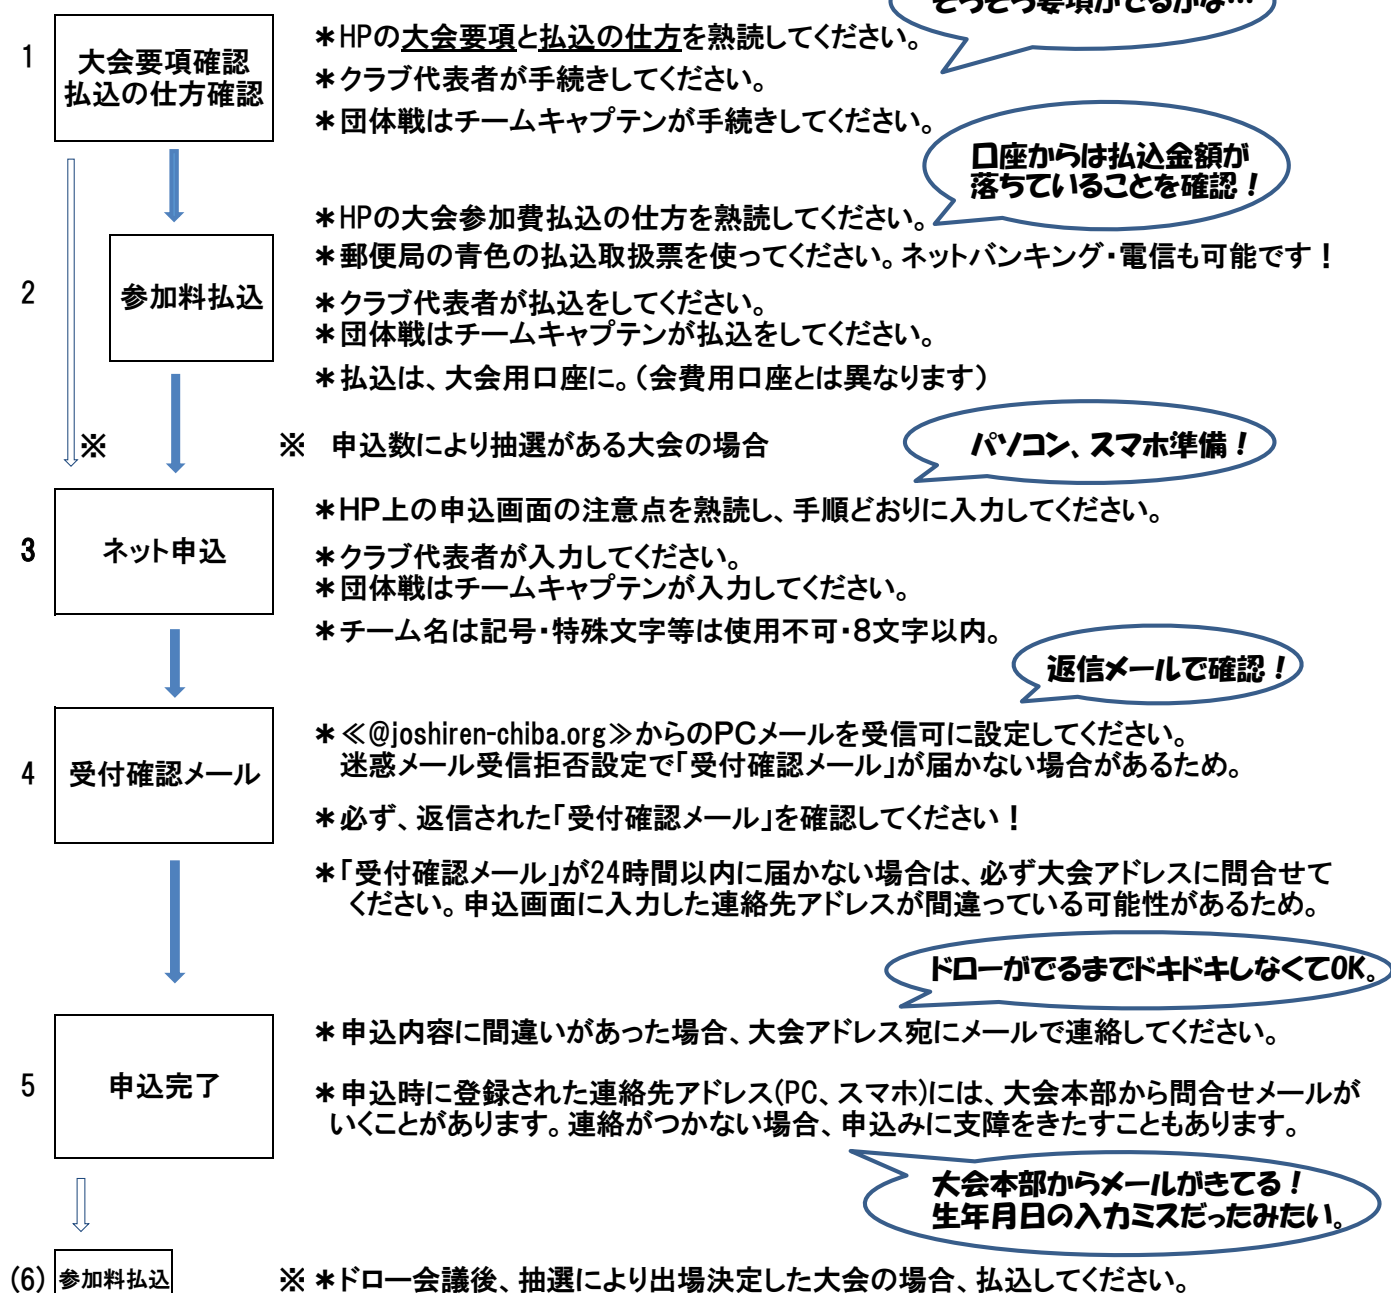 そろそろ要項がでるかな…
1
大会要項確認
払込の仕方確認
＊HPの大会要項と払込の仕方を熟読してください。
＊クラブ代表者が手続きしてください。
＊団体戦はチームキャプテンが手続きしてください。
口座からは払込金額が
落ちていることを確認！
2
参加料払込
＊HPの大会参加費払込の仕方を熟読してください。
＊郵便局の青色の払込取扱票を使ってください。ネットバンキング・電信も可能です！
＊クラブ代表者が払込をしてください。
＊団体戦はチームキャプテンが払込をしてください。
＊払込は、大会用口座に。（会費用口座とは異なります）
※
※　申込数により抽選がある大会の場合
パソコン、スマホ準備！
3
ネット申込
＊HP上の申込画面の注意点を熟読し、手順どおりに入力してください。
＊クラブ代表者が入力してください。
＊団体戦はチームキャプテンが入力してください。
＊チーム名は記号・特殊文字等は使用不可・8文字以内。
返信メールで確認！
4
受付確認メール
＊≪@joshiren-chiba.org≫からのPCメールを受信可に設定してください。
迷惑メール受信拒否設定で「受付確認メール」が届かない場合があるため。
＊必ず、返信された「受付確認メール」を確認してください！
＊「受付確認メール」が24時間以内に届かない場合は、必ず大会アドレスに問合せて
ください。申込画面に入力した連絡先アドレスが間違っている可能性があるため。
ドローがでるまでドキドキしなくてOK。
5
申込完了
＊申込内容に間違いがあった場合、大会アドレス宛にメールで連絡してください。
＊申込時に登録された連絡先アドレス(PC、スマホ)には、大会本部から問合せメールが
いくことがあります。連絡がつかない場合、申込みに支障をきたすこともあります。
大会本部からメールがきてる！
生年月日の入力ミスだったみたい。
(6)
参加料払込
※＊ドロー会議後、抽選により出場決定した大会の場合、払込してください。